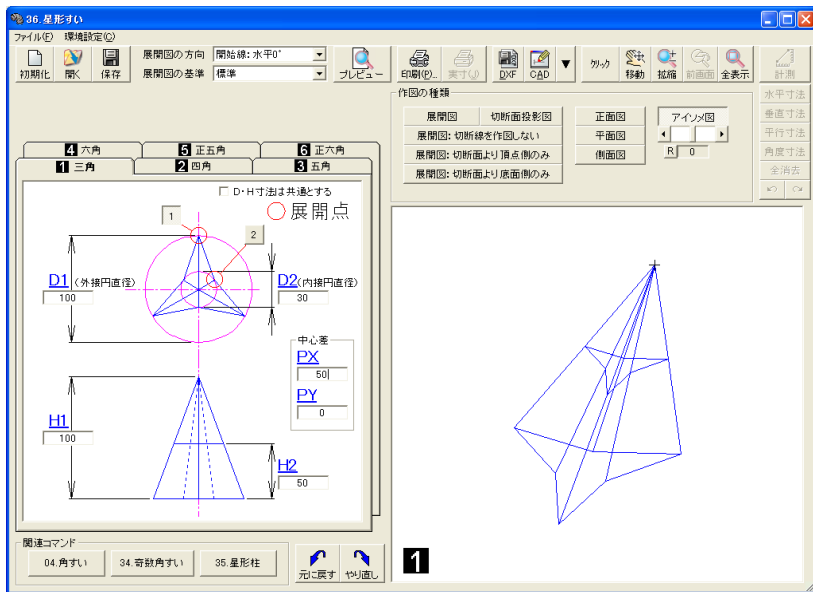 36.星形すい
ファイル(F) 環境設定(C)
初期化 開く 保存
展開図の方向 開始線:水平0°
展開図の基準 標準
プレビュー 印刷(P)... 実寸(J) DXF CAD クリック 移動 拡縮 前画面 全表示 計測
作図の種類
展開図 切断面投影図
展開図:切断線を作図しない
展開図:切断面より頂点側のみ
展開図:切断面より底面側のみ
正面図
平面図
側面図
アイソメ図
R 0
水平寸法
垂直寸法
平行寸法
角度寸法
全消去
4 六角 5 正五角 6 正六角
1 三角 2 四角 3 五角
D・H寸法は共通とする
展開点
1
2
D1(外接円直径)
100
D2(内接円直径)
30
中心差
PX
50
PY
0
H1
100
H2
50
関連コマンド
04.角すい 34.奇数角すい 35.星形柱
元に戻す やり直し
1